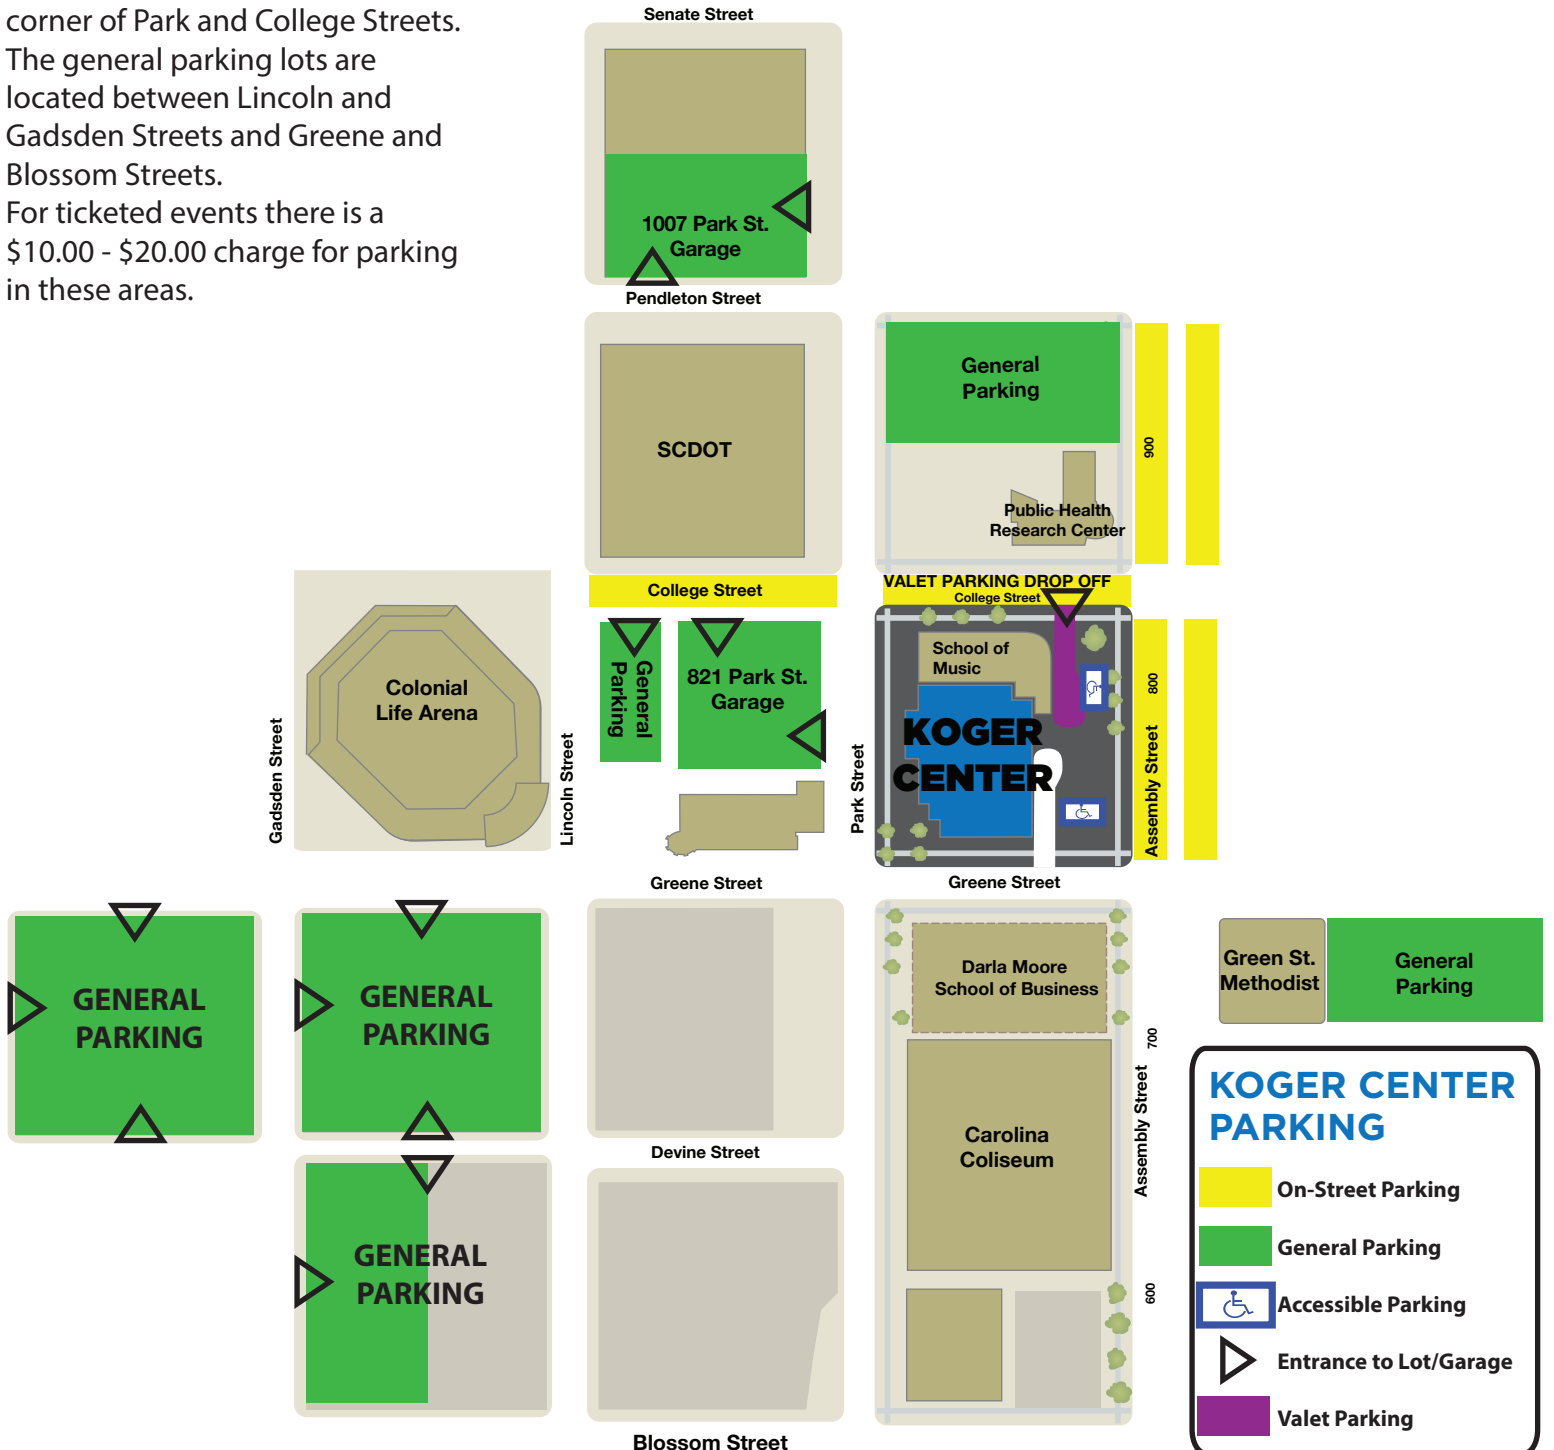 corner of Park and College Streets.
The general parking lots are
located between Lincoln and
Gadsden Streets and Greene and
Blossom Streets.
For ticketed events there is a
$10.00 - $20.00 charge for parking
in these areas.
Senate Street
1007 Park St.
Garage
Pendleton Street
SCDOT
General
Parking
900
Public Health
Research Center
College Street
VALET PARKING DROP OFF
College Street
Colonial
Life Arena
Gadsden Street
Lincoln Street
General
Parking
821 Park St.
Garage
Park Street
School of
Music
KOGER
CENTER
800
Assembly Street
Greene Street
Greene Street
GENERAL
PARKING
GENERAL
PARKING
GENERAL
PARKING
Devine Street
Blossom Street
Darla Moore
School of Business
Carolina
Coliseum
700
Assembly Street
600
Green St.
Methodist
General
Parking
KOGER CENTER
PARKING
On-Street Parking
General Parking
Accessible Parking
Entrance to Lot/Garage
Valet Parking